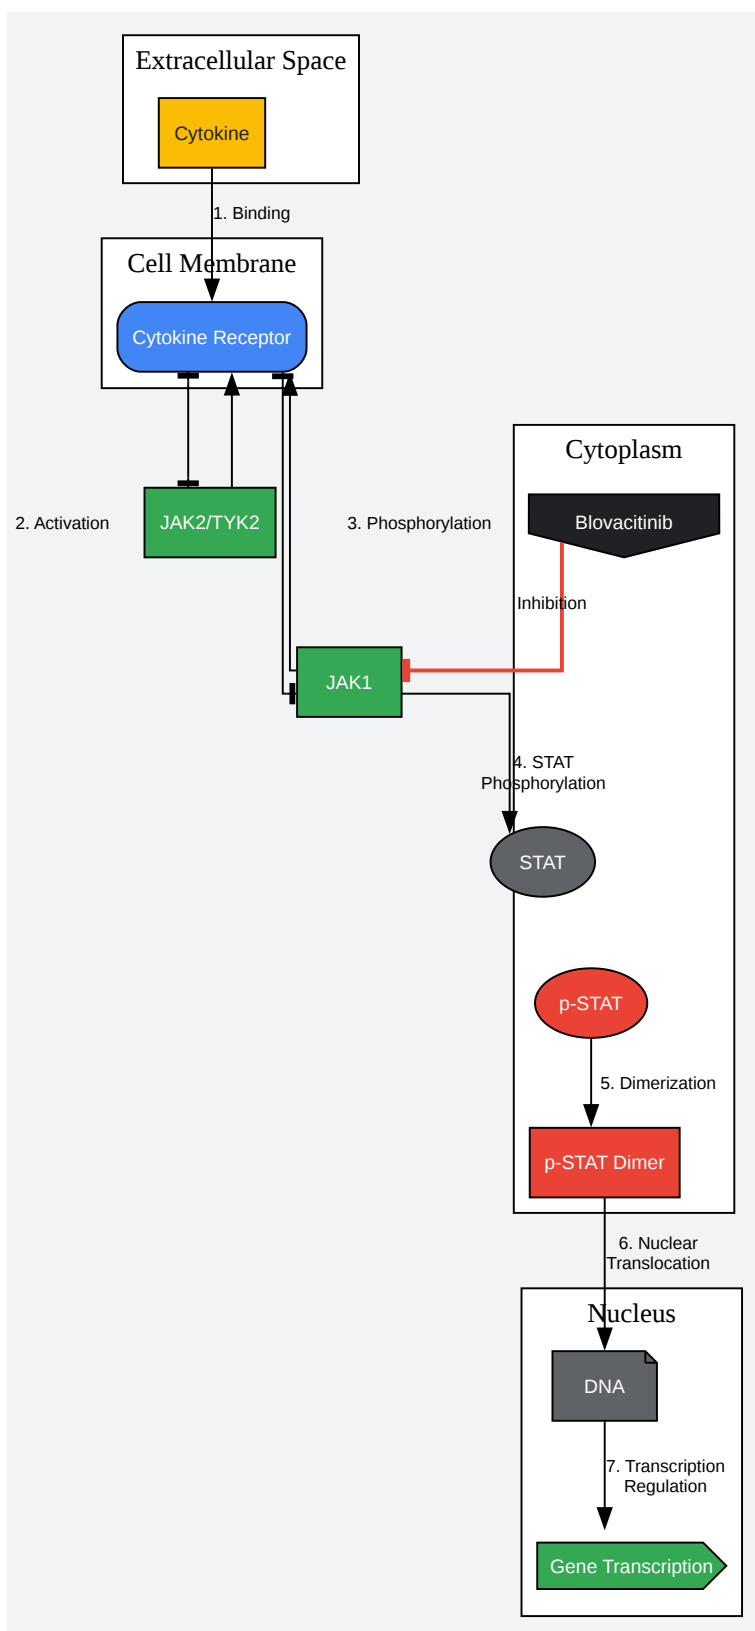 Extracellular Space
Cytokine
1. Binding
Cell Membrane
Cytokine Receptor
Cytoplasm
2. Activation
JAK2/TYK2
3. Phosphorylation
Blovacitinib
Inhibition
JAK1
4. STAT
Phosphorylation
STAT
p-STAT
5. Dimerization
p-STAT Dimer
6. Nuclear
Translocation
Nucleus
DNA
7. Transcription
Regulation
Gene Transcription